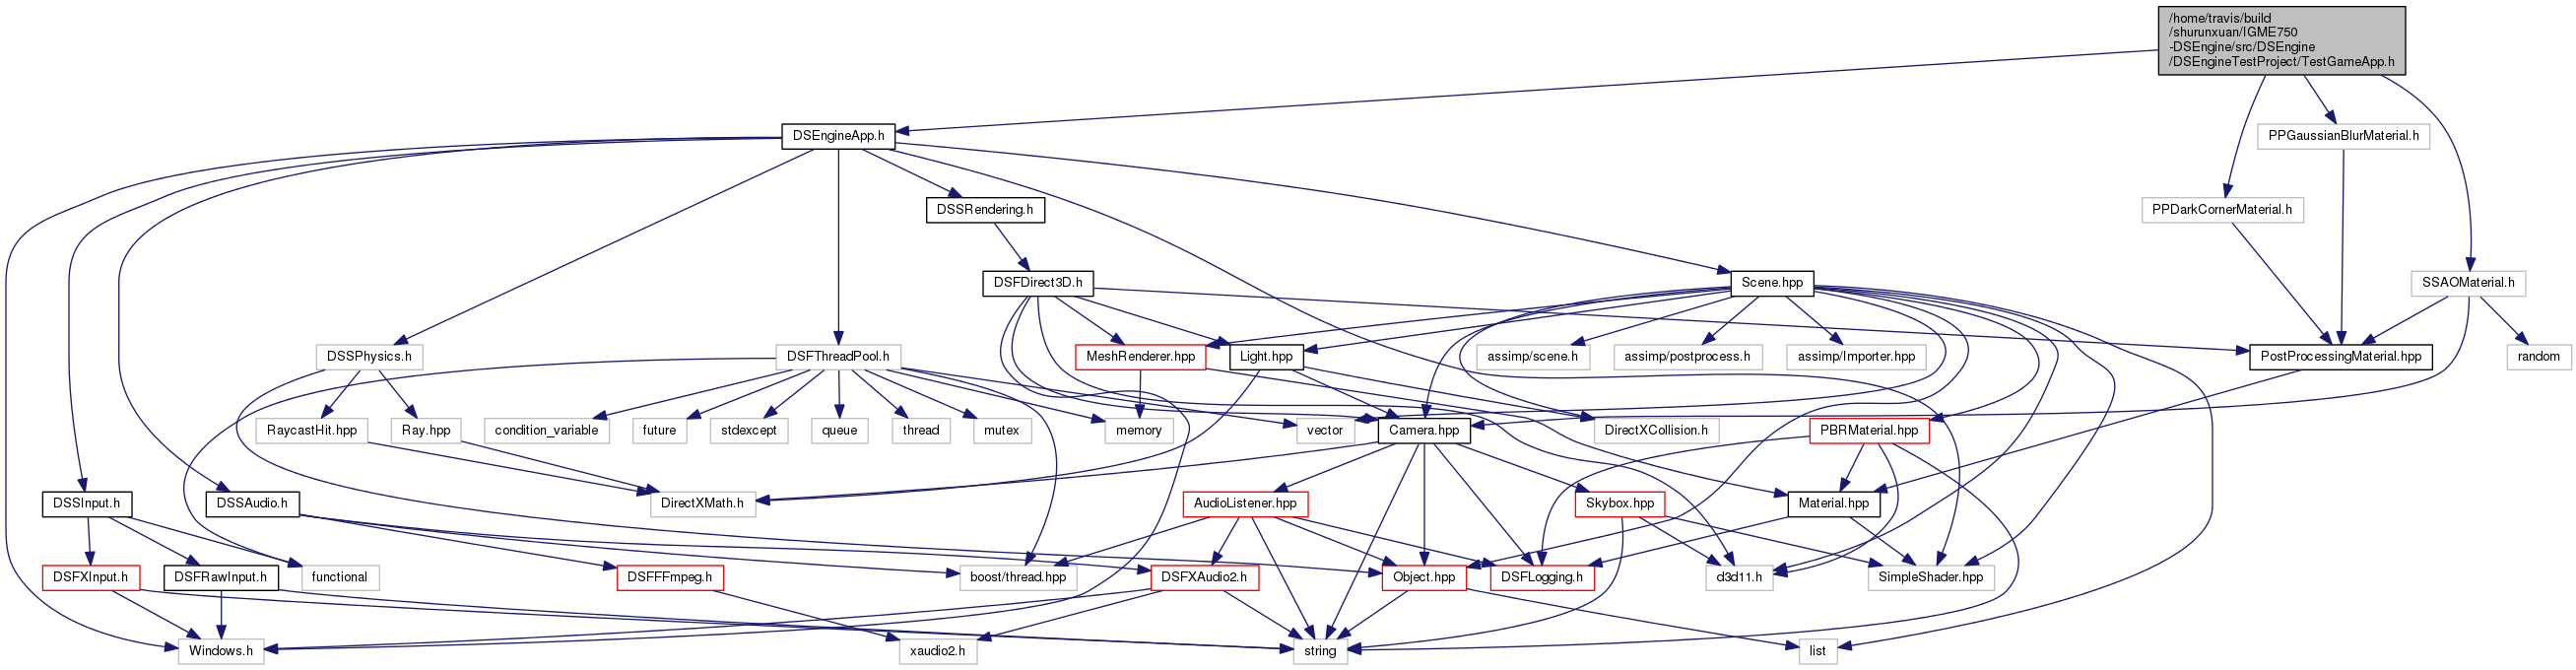 /home/travis/build
/shurunxuan/IGME750
-DSEngine/src/DSEngine
/DSEngineTestProject/TestGameApp.h
DSEngineApp.h
PPGaussianBlurMaterial.h
DSSRendering.h
PPDarkCornerMaterial.h
DSFDirect3D.h
Scene.hpp
SSAOMaterial.h
DSSPhysics.h
DSFThreadPool.h
MeshRenderer.hpp
Light.hpp
assimp/scene.h
assimp/postprocess.h
assimp/Importer.hpp
PostProcessingMaterial.hpp
random
RaycastHit.hpp
Ray.hpp
condition_variable
future
stdexcept
queue
thread
mutex
memory
vector
Camera.hpp
DirectXCollision.h
PBRMaterial.hpp
DSSInput.h
DSSAudio.h
DirectXMath.h
AudioListener.hpp
Skybox.hpp
Material.hpp
DSFXInput.h
DSFRawInput.h
functional
DSFFFmpeg.h
boost/thread.hpp
DSFXAudio2.h
Object.hpp
DSFLogging.h
d3d11.h
SimpleShader.hpp
Windows.h
xaudio2.h
string
list